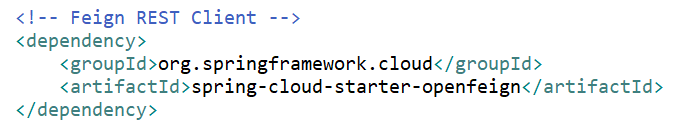 <!-- Feign REST Client -->
<dependency>
    <groupId>org.springframework.cloud</groupId>
    <artifactId>spring-cloud-starter-openfeign</artifactId>
</dependency>